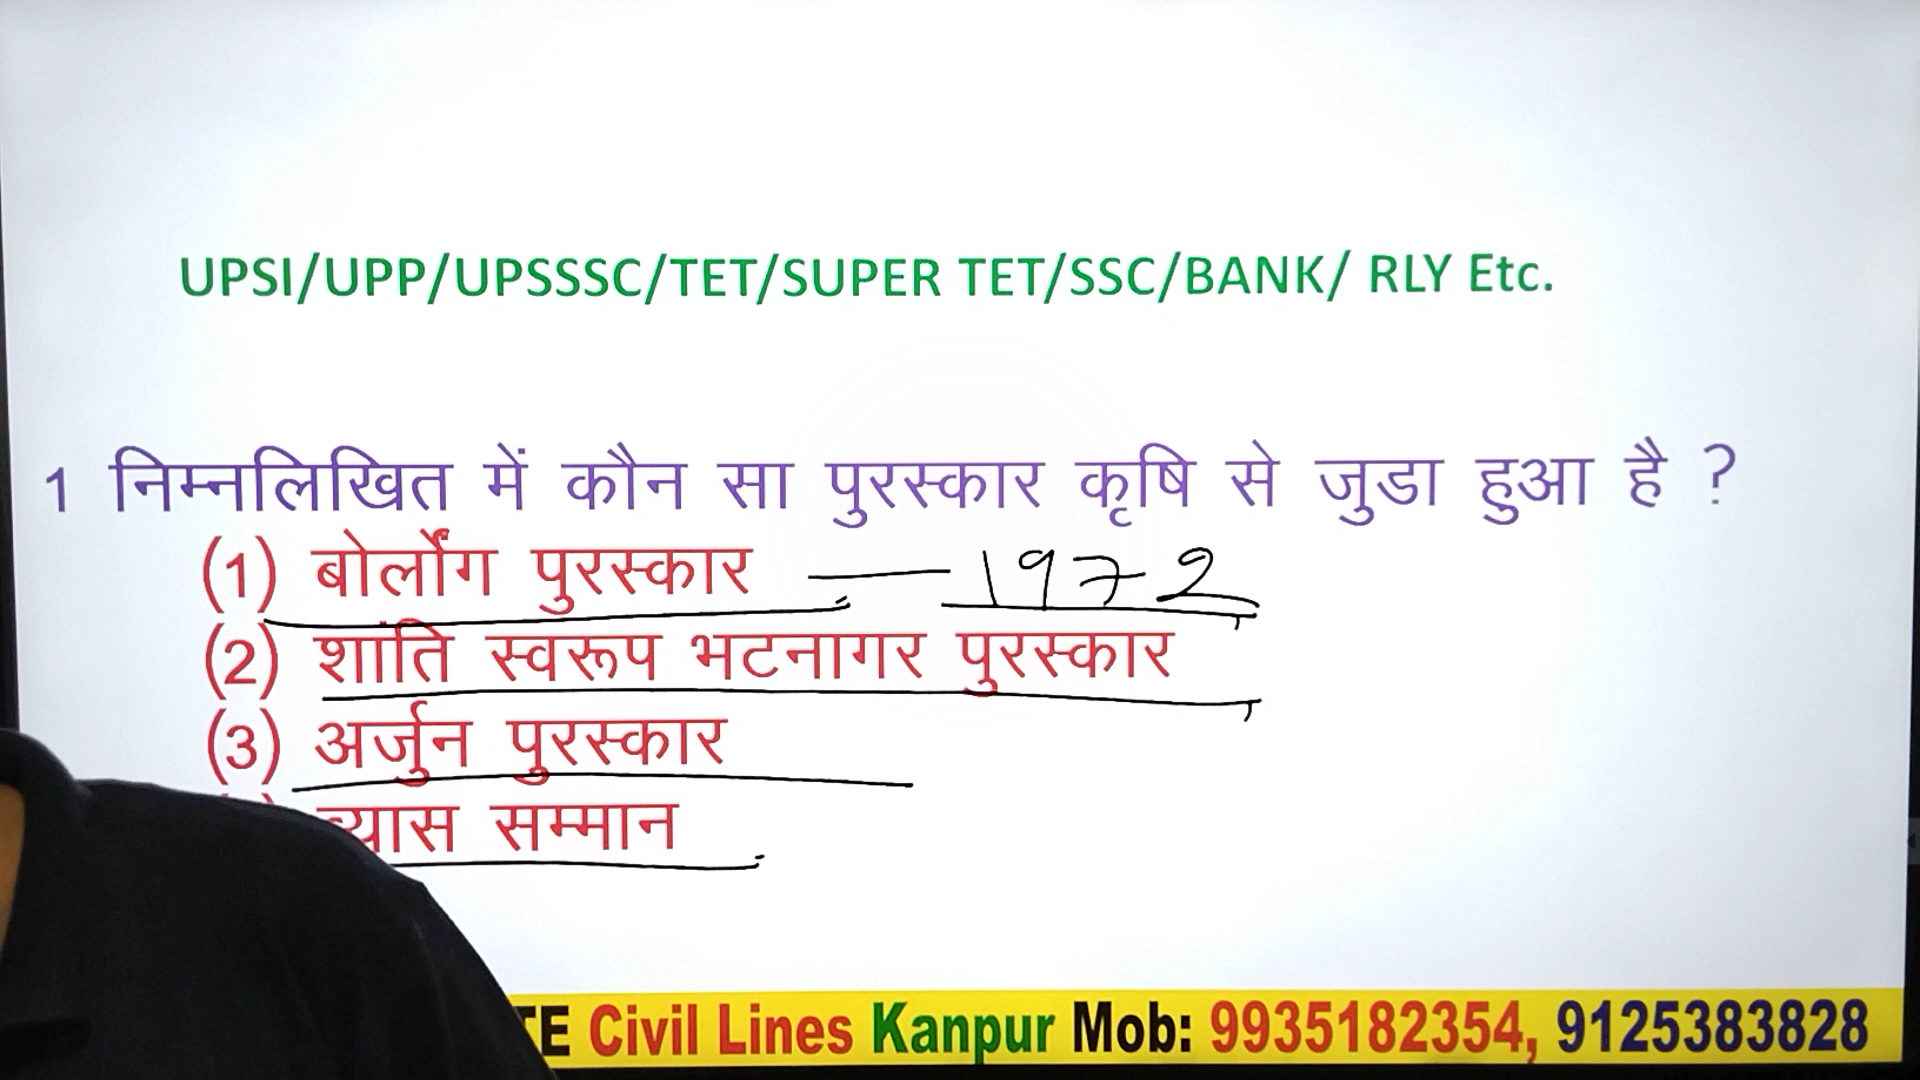 UPSI/UPP/UPSSSC/TET/SUPER TET/SSC/BANK/ RLY Etc.
1 निम्नलिखित में कौन सा पुरस्कार कृषि से जुडा हुआ है ?
(1) बोर्लोंग पुरस्कार — 1972
(2) शांति स्वरूप भटनागर पुरस्कार
(3) अर्जुन पुरस्कार
व्यास सम्मान
Civil Lines Kanpur Mob: 9935182354, 9125383828